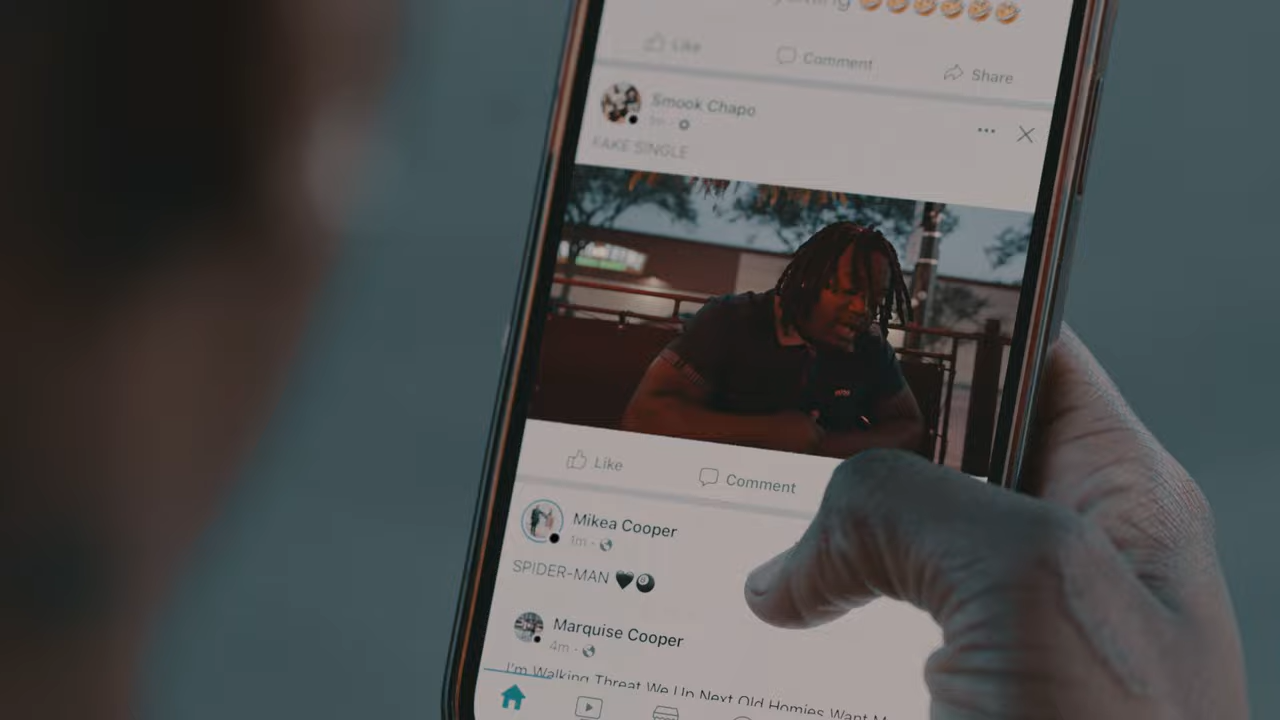 Like Comment Share
Smook Chapo
FAKE SINGLE
Like Comment
Mikea Cooper
1m
SPIDER-MAN 🖤🎱
Marquise Cooper
4m
I'm Walking Threat We Up Next Old Homies Want